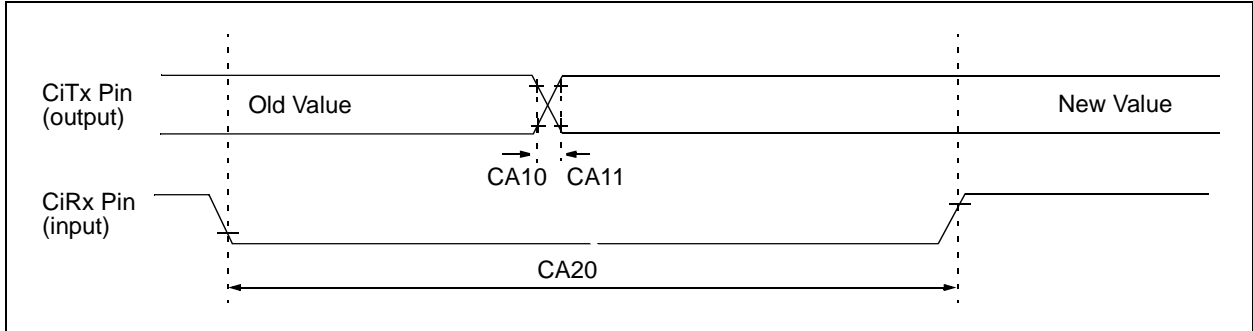 CiTx Pin
(output)
Old Value
New Value
CA10 CA11
CiRx Pin
(input)
CA20